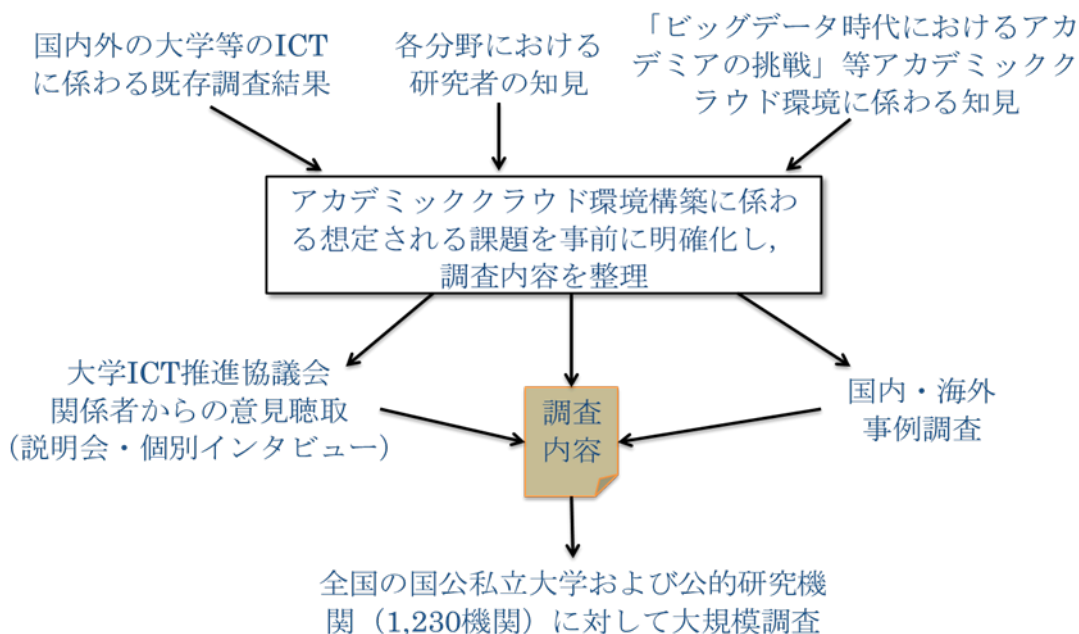 国内外の大学等のICT
に係わる既存調査結果
各分野における
研究者の知見
「ビッグデータ時代におけるアカ
デミアの挑戦」等アカデミックク
ラウド環境に係わる知見
アカデミッククラウド環境構築に係わ
る想定される課題を事前に明確化し，
調査内容を整理
大学ICT推進協議会
関係者からの意見聴取
（説明会・個別インタビュー）
調査
内容
国内・海外
事例調査
全国の国公私立大学および公的研究機
関（1,230機関）に対して大規模調査